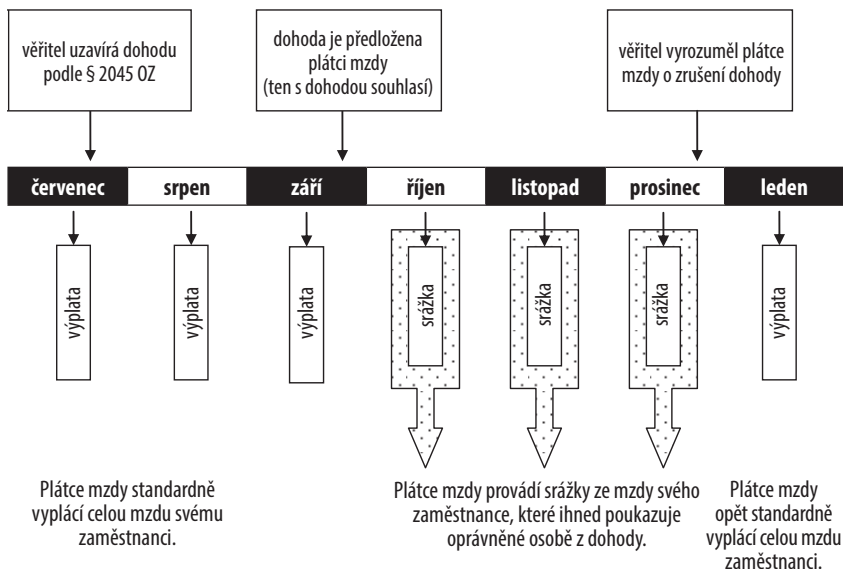 věřitel uzavírá dohodu
podle § 2045 OZ
dohoda je předložena
plátci mzdy
(ten s dohodou souhlasí)
věřitel vyrozuměl plátce
mzdy o zrušení dohody
červenec srpen září říjen listopad prosinec leden
výplata výplata výplata srážka srážka srážka výplata
Plátce mzdy standardně
vyplácí celou mzdu svému
zaměstnanci.
Plátce mzdy provádí srážky ze mzdy svého
zaměstnance, které ihned poukazuje
oprávněné osobě z dohody.
Plátce mzdy
opět standardně
vyplácí celou mzdu
zaměstnanci.